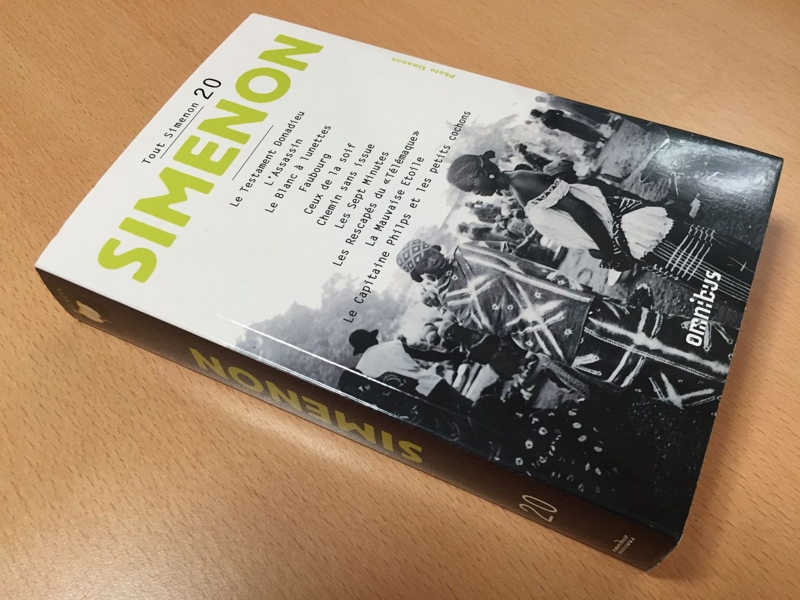 Tout Simenon 20
SIMENON
Photo Simenon
Le Testament Donadieu
L'Assassin
Le Blanc à lunettes
Faubourg
Ceux de la soif
Chemin sans issue
Les Sept Minutes
Les Rescapés du «Télémaque»
La Mauvaise Etoile
Le Capitaine Philps et les petits cochons
omnibus
SIMENON
20